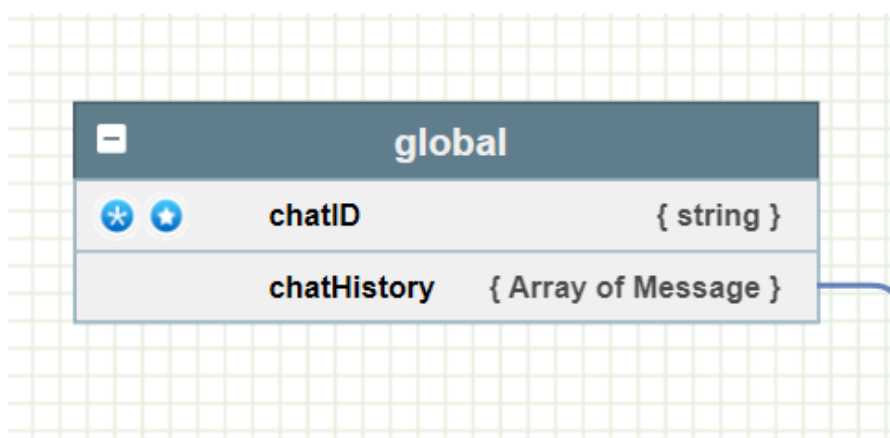 global
chatID { string }
chatHistory { Array of Message }